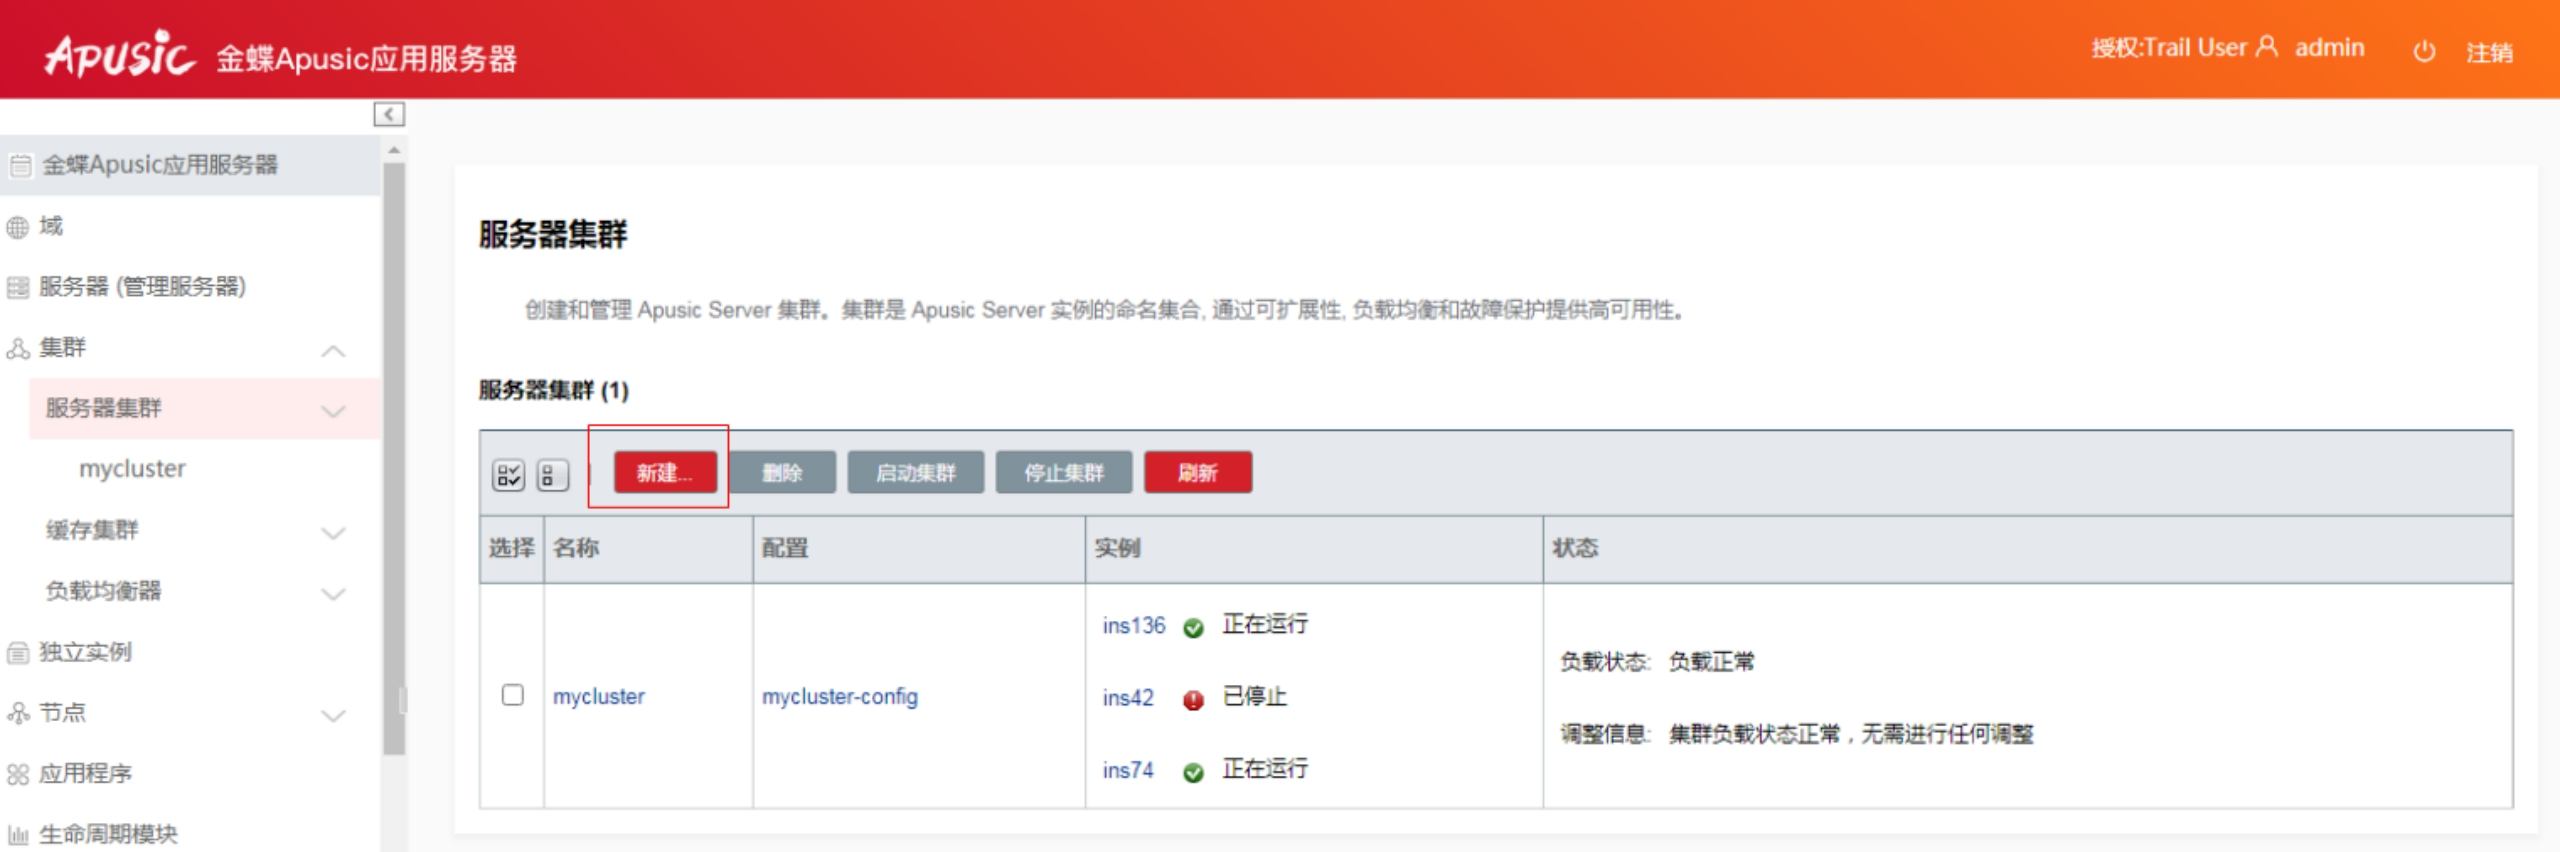 APUSIC 金蝶Apusic应用服务器
授权:Trail User admin 注销
金蝶Apusic应用服务器
域
服务器 (管理服务器)
集群
服务器集群
mycluster
缓存集群
负载均衡器
独立实例
节点
应用程序
生命周期模块
服务器集群
创建和管理 Apusic Server 集群。集群是 Apusic Server 实例的命名集合, 通过可扩展性, 负载均衡和故障保护提供高可用性。
服务器集群 (1)
新建... 删除 启动集群 停止集群 刷新
选择 名称 配置 实例 状态
mycluster mycluster-config
ins136 正在运行
ins42 已停止
ins74 正在运行
负载状态: 负载正常
调整信息: 集群负载状态正常，无需进行任何调整